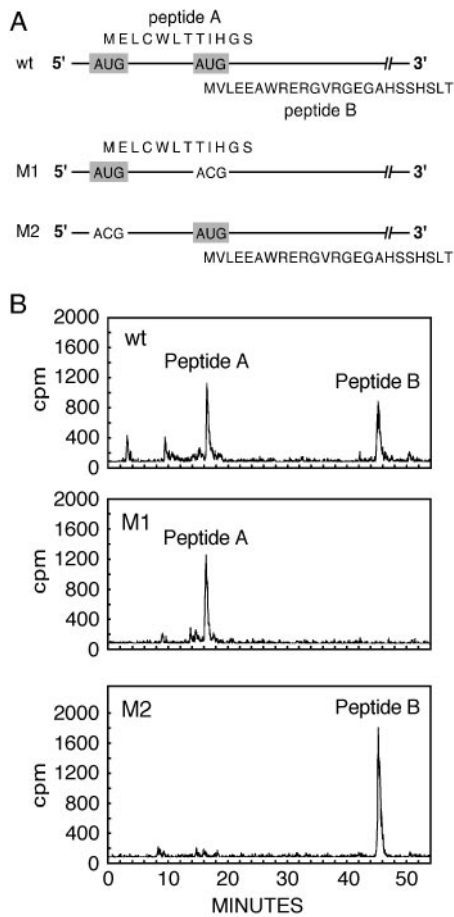 A
peptide A
MELCWLTTIHGS
wt 5' AUG AUG 3'
MVLEEAWRERGVRGEGAHSSHSLT
peptide B
MELCWLTTIHGS
M1 5' AUG ACG 3'
M2 5' ACG AUG 3'
MVLEEAWRERGVRGEGAHSSHSLT
B
2000
wt
1600
Peptide A
Peptide B
1200
cpm
800
400
0
2000
M1
1600
Peptide A
1200
cpm
800
400
0
M2
Peptide B
2000
1600
1200
cpm
800
400
0
0 10 20 30 40 50
MINUTES